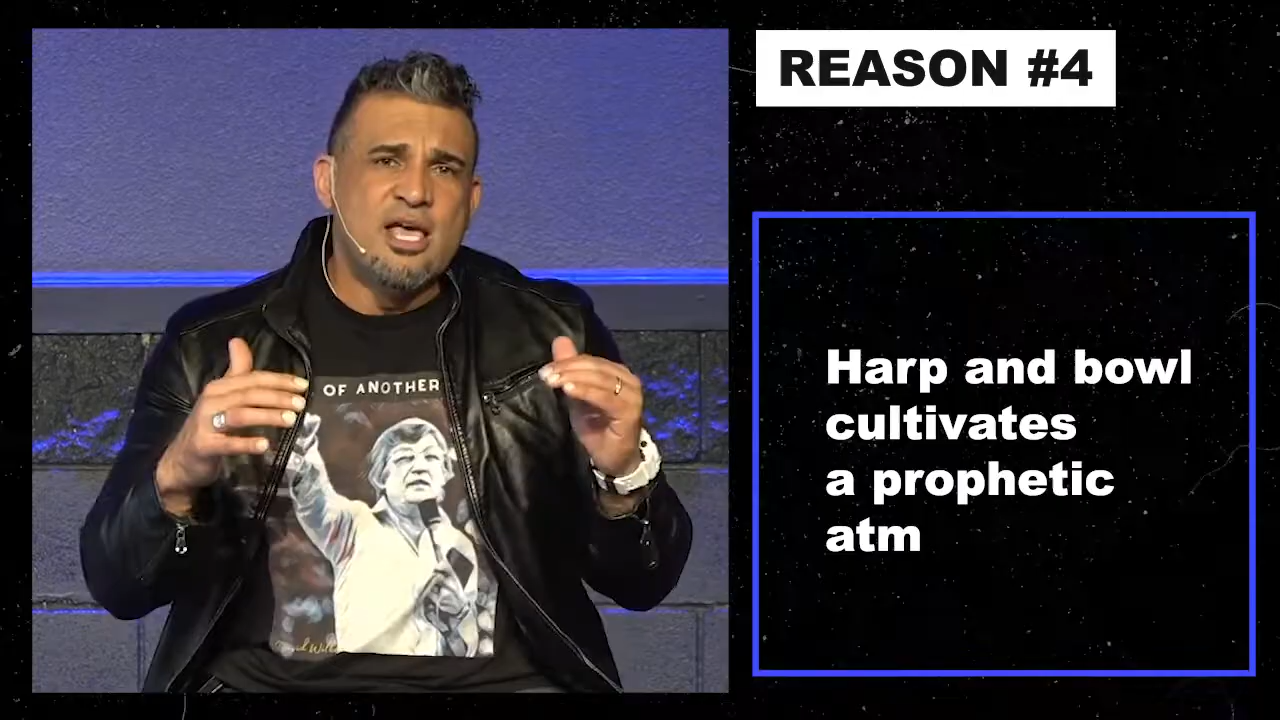 REASON #4
Harp and bowl
cultivates
a prophetic
atm
OF ANOTHER